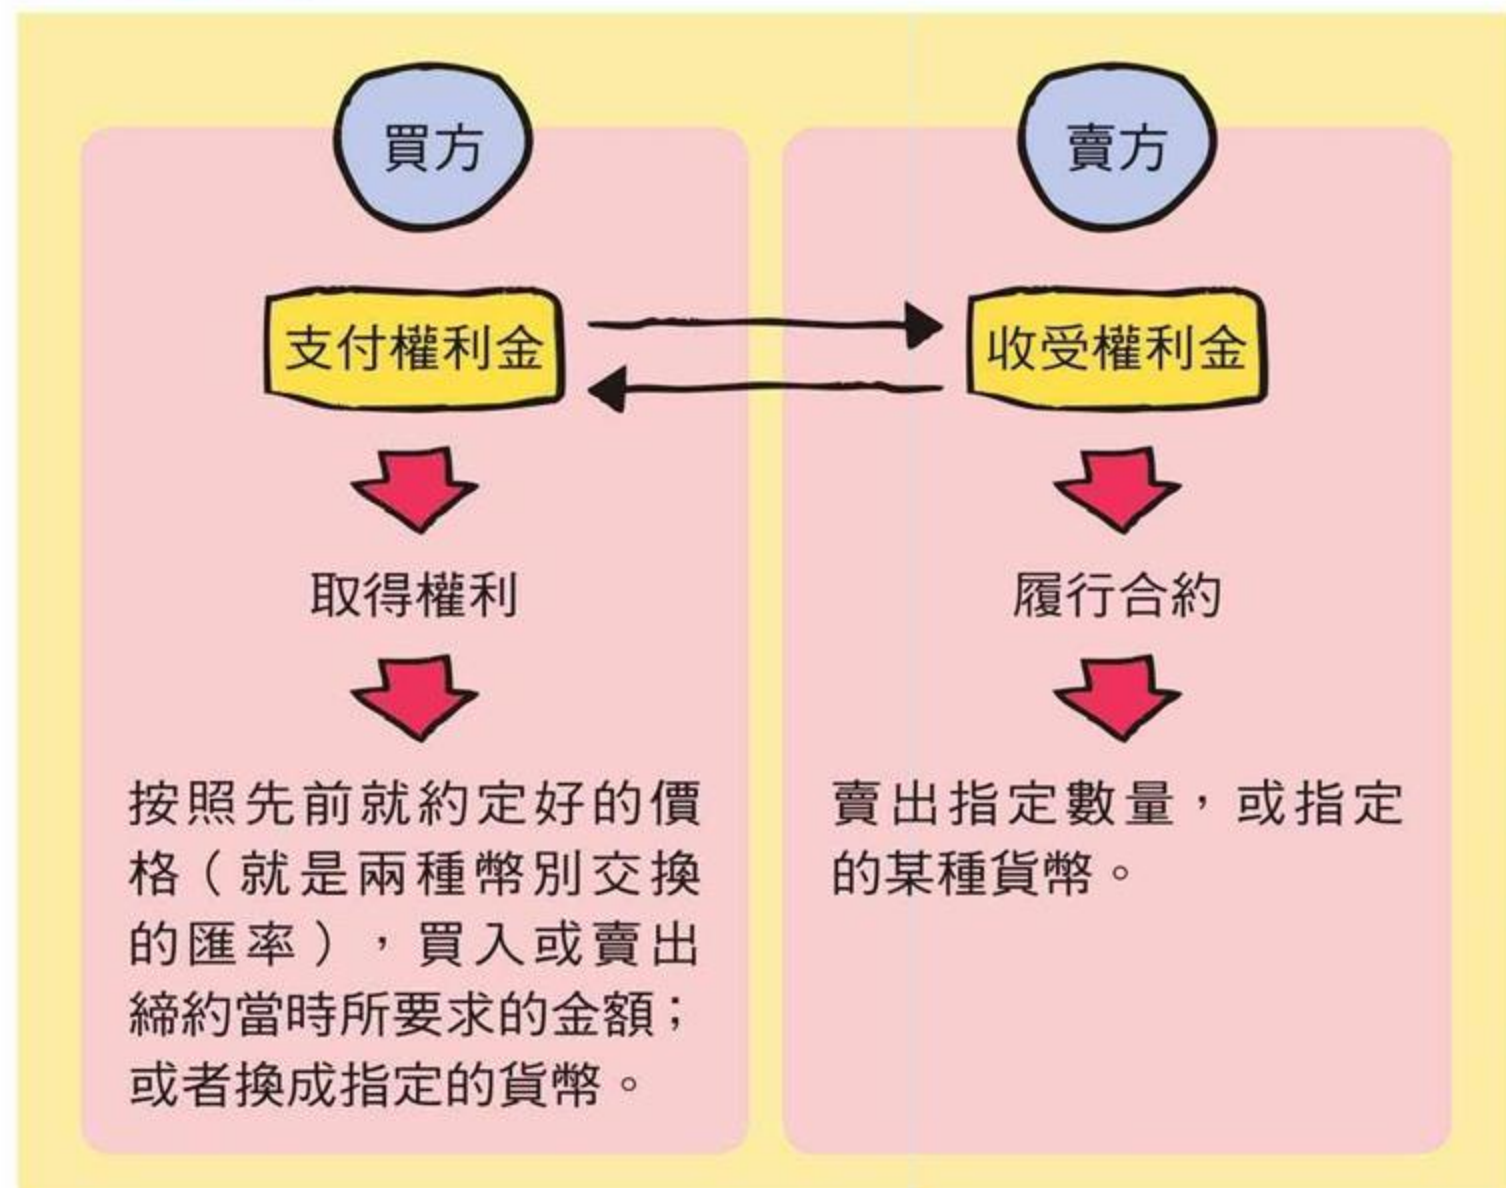 買方
支付權利金
取得權利
按照先前就約定好的價
格（就是兩種幣別交換
的匯率），買入或賣出
締約當時所要求的金額；
或者換成指定的貨幣。
賣方
收受權利金
履行合約
賣出指定數量，或指定
的某種貨幣。